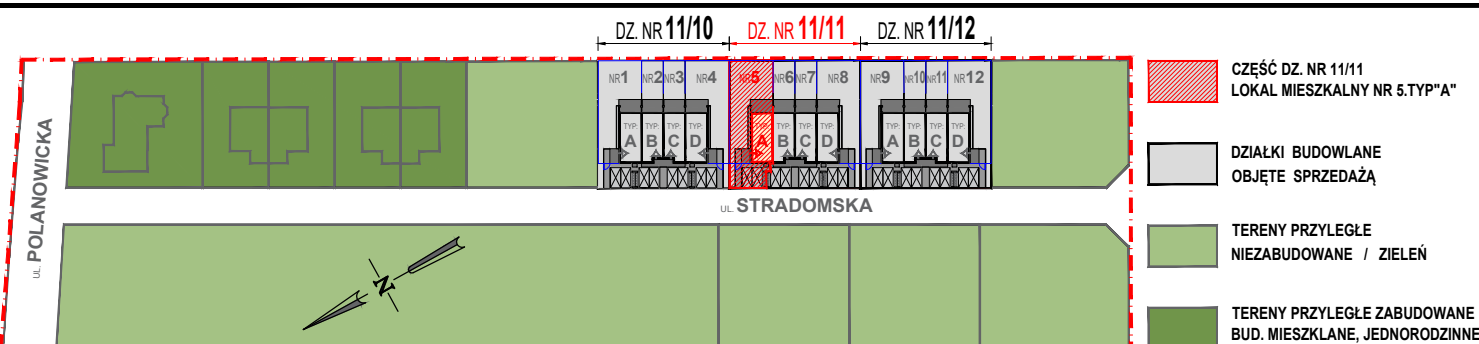 DZ. NR 11/10 DZ. NR 11/11 DZ. NR 11/12
NR1 NR2 NR3 NR4 NR5 NR6 NR7 NR8 NR9 NR10 NR11 NR12
TYP: TYP: TYP: TYP: TYP: TYP: TYP: TYP: TYP: TYP: TYP: TYP:
A B C D A B C D A B C D
UL. POLANOWICKA
UL. STRADOMSKA
N
CZĘŚĆ DZ. NR 11/11
LOKAL MIESZKALNY NR 5.TYP"A"
DZIAŁKI BUDOWLANE
OBJĘTE SPRZEDAŻĄ
TERENY PRZYLEGŁE
NIEZABUDOWANE / ZIELEŃ
TERENY PRZYLEGŁE ZABUDOWANE
BUD. MIESZKLANE, JEDNORODZINNE